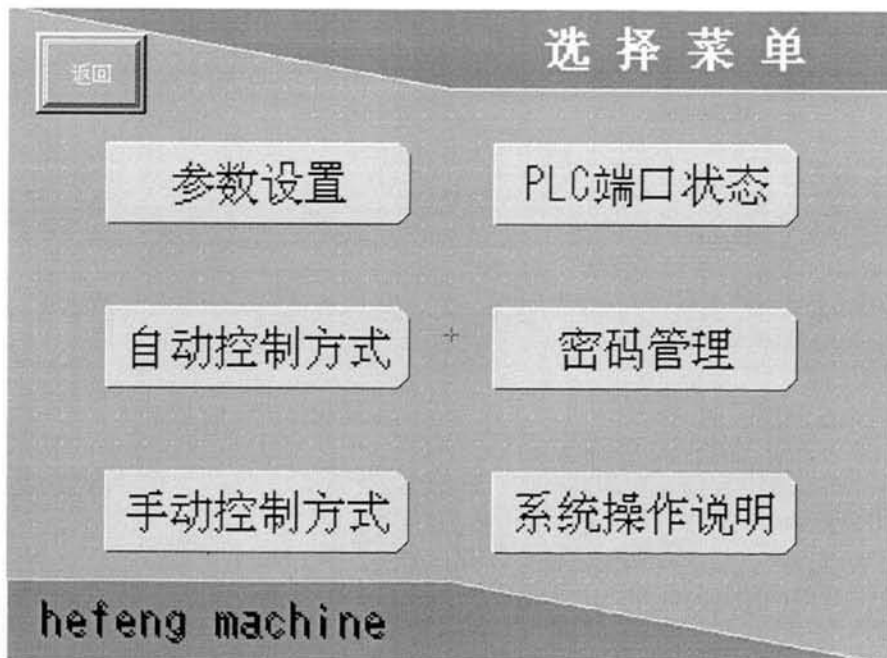 选择菜单
返回
参数设置
PLC端口状态
自动控制方式
密码管理
手动控制方式
系统操作说明
hefeng machine